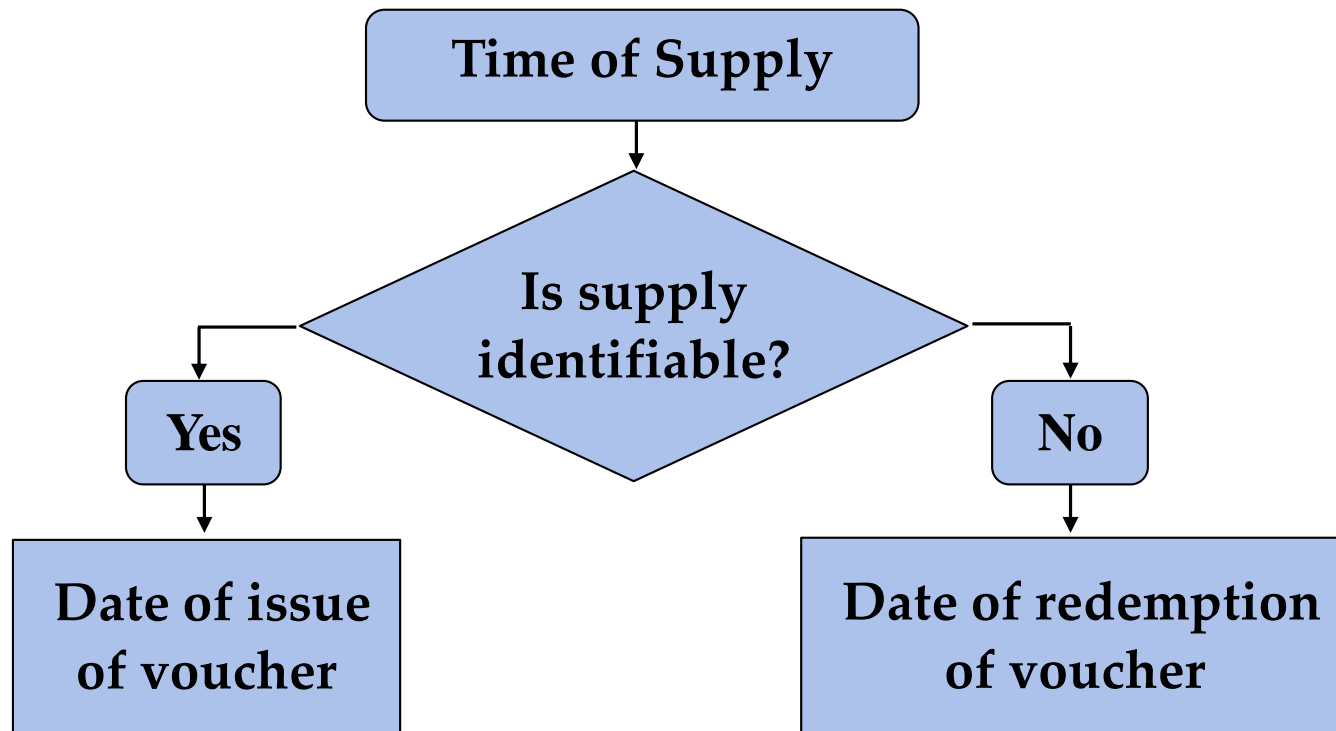 Time of Supply
Is supply
identifiable?
Yes
No
Date of issue
of voucher
Date of redemption
of voucher